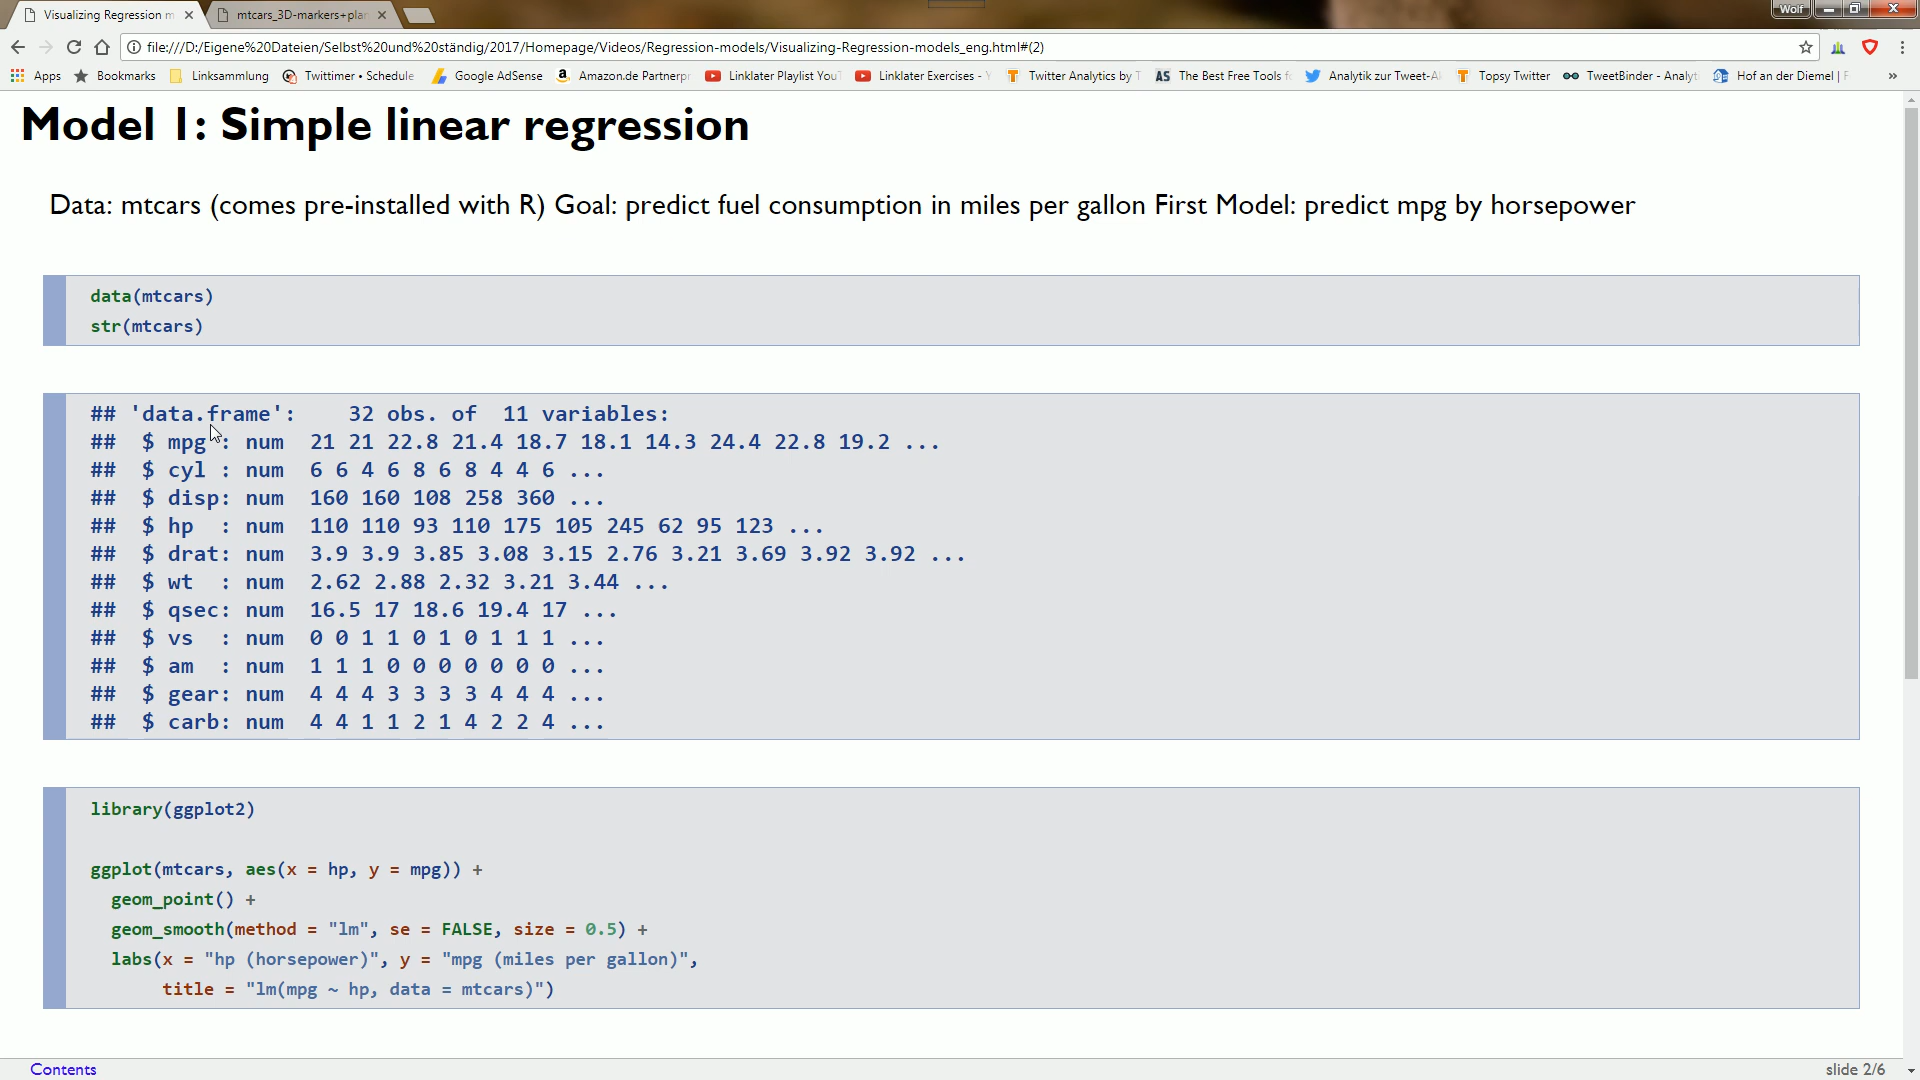 Visualizing Regression m
mtcars_3D-markers+plan
Wolf
file:///D:/Eigene%20Dateien/Selbst%20und%20ständig/2017/Homepage/Videos/Regression-models/Visualizing-Regression-models_eng.html#(2)
Apps Bookmarks Linksammlung Twittimer • Schedule Google AdSense Amazon.de Partnerpr Linklater Playlist You Linklater Exercises - Twitter Analytics by T AS The Best Free Tools f Analytik zur Tweet-A Topsy Twitter TweetBinder - Analyt Hof an der Diemel | F »
Model 1: Simple linear regression
Data: mtcars (comes pre-installed with R) Goal: predict fuel consumption in miles per gallon First Model: predict mpg by horsepower
data(mtcars)
str(mtcars)
## 'data.frame':    32 obs. of  11 variables:
##  $ mpg : num  21 21 22.8 21.4 18.7 18.1 14.3 24.4 22.8 19.2 ...
##  $ cyl : num  6 6 4 6 8 6 8 4 4 6 ...
##  $ disp: num  160 160 108 258 360 ...
##  $ hp  : num  110 110 93 110 175 105 245 62 95 123 ...
##  $ drat: num  3.9 3.9 3.85 3.08 3.15 2.76 3.21 3.69 3.92 3.92 ...
##  $ wt  : num  2.62 2.88 2.32 3.21 3.44 ...
##  $ qsec: num  16.5 17 18.6 19.4 17 ...
##  $ vs  : num  0 0 1 1 0 1 0 1 1 1 ...
##  $ am  : num  1 1 1 0 0 0 0 0 0 0 ...
##  $ gear: num  4 4 4 3 3 3 3 4 4 4 ...
##  $ carb: num  4 4 1 1 2 1 4 2 2 4 ...
library(ggplot2)
ggplot(mtcars, aes(x = hp, y = mpg)) +
  geom_point() +
  geom_smooth(method = "lm", se = FALSE, size = 0.5) +
  labs(x = "hp (horsepower)", y = "mpg (miles per gallon)",
       title = "lm(mpg ~ hp, data = mtcars)")
Contents
slide 2/6